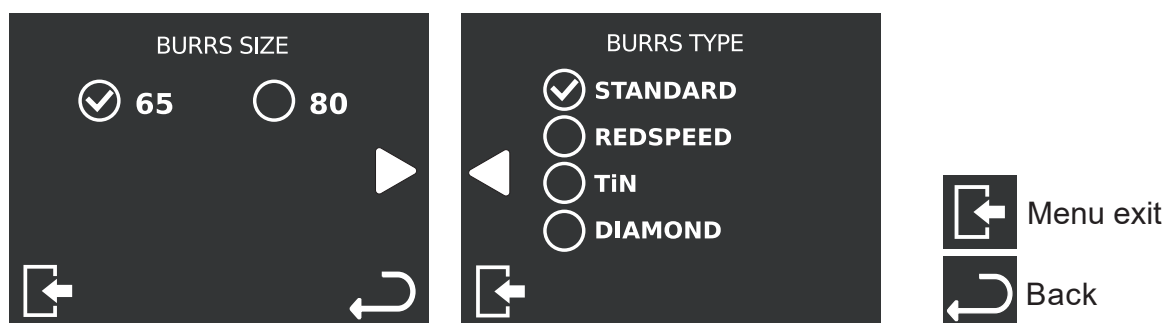 BURRS SIZE
65 80
BURRS TYPE
STANDARD
REDSPEED
TiN
DIAMOND
Menu exit
Back